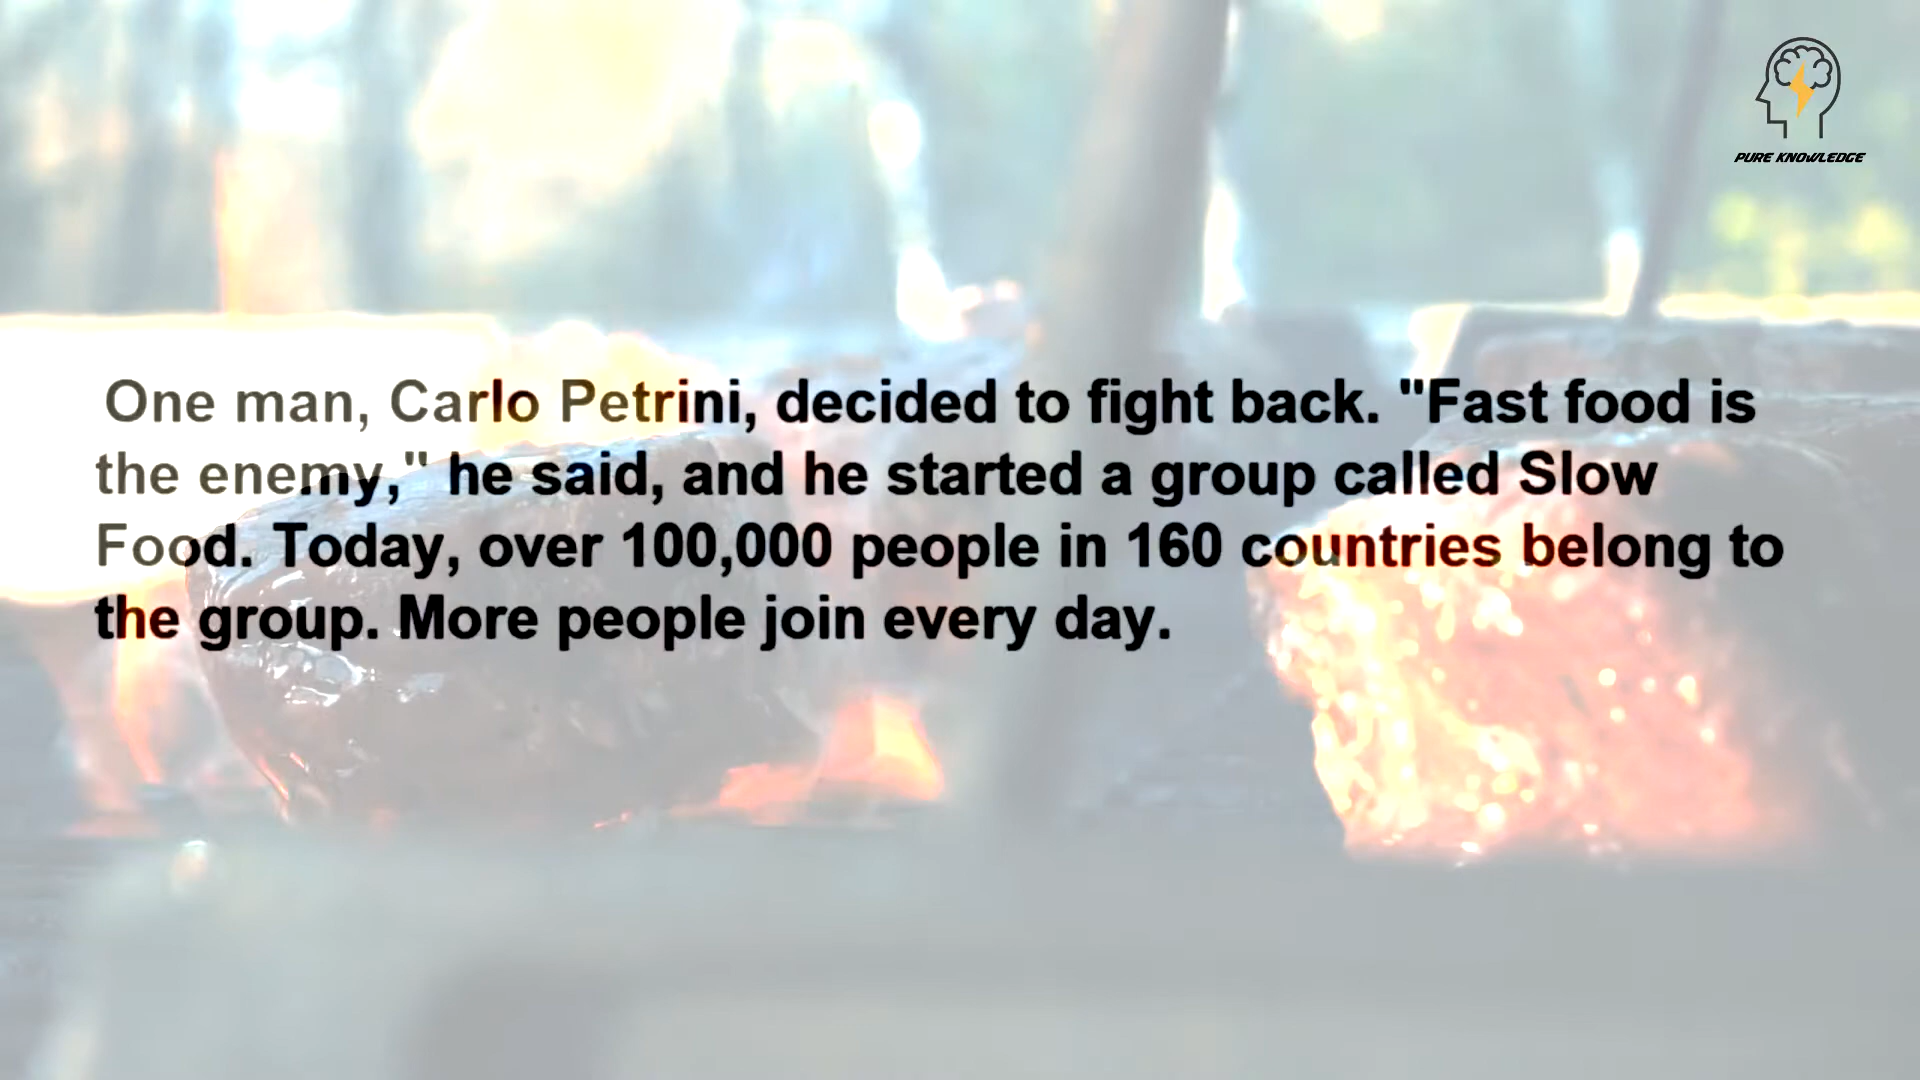 PURE KNOWLEDGE
One man, Carlo Petrini, decided to fight back. "Fast food is
the enemy," he said, and he started a group called Slow
Food. Today, over 100,000 people in 160 countries belong to
the group. More people join every day.